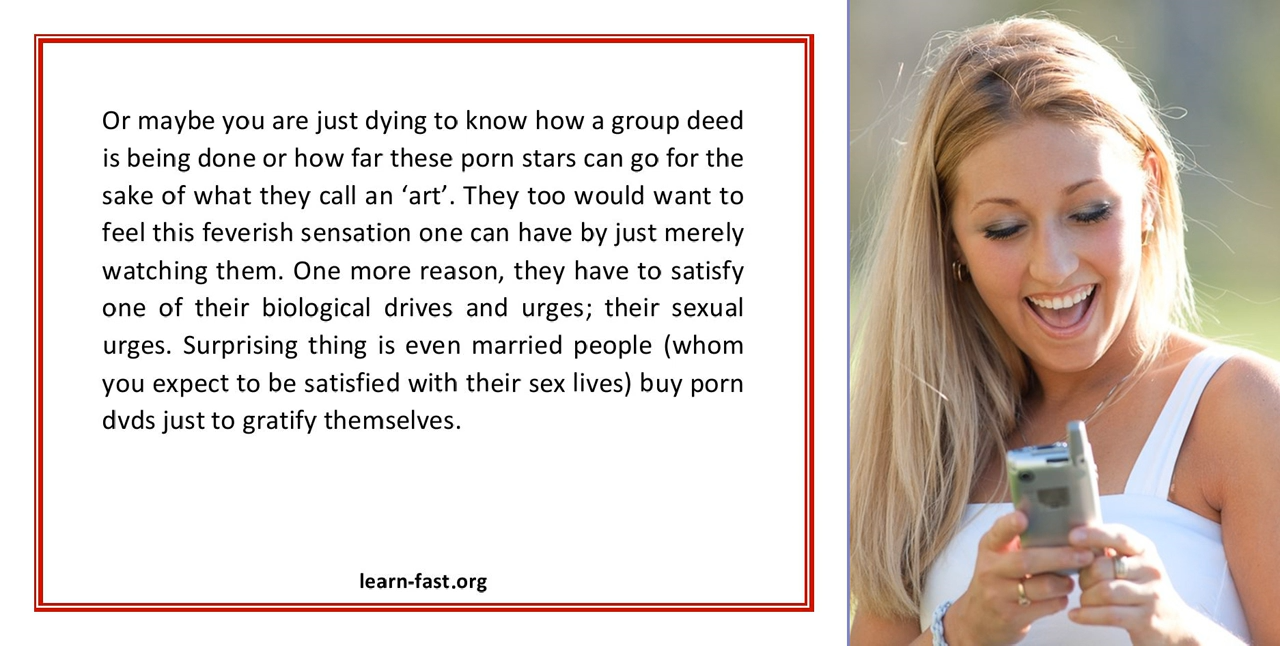 Or maybe you are just dying to know how a group deed
is being done or how far these porn stars can go for the
sake of what they call an ‘art’. They too would want to
feel this feverish sensation one can have by just merely
watching them. One more reason, they have to satisfy
one of their biological drives and urges; their sexual
urges. Surprising thing is even married people (whom
you expect to be satisfied with their sex lives) buy porn
dvds just to gratify themselves.
learn-fast.org